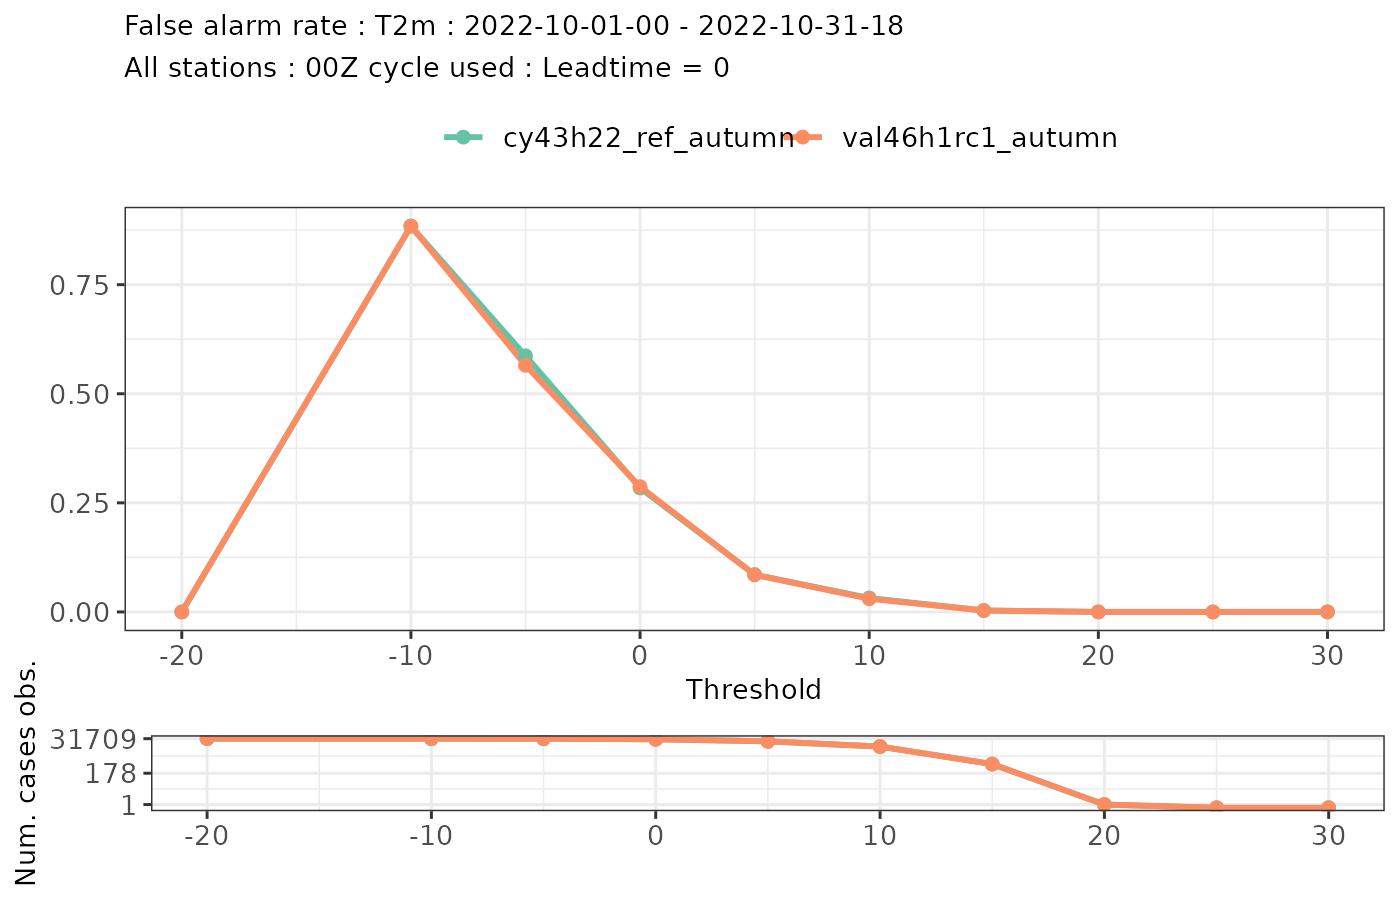 False alarm rate : T2m : 2022-10-01-00 - 2022-10-31-18
All stations : 00Z cycle used : Leadtime = 0
cy43h22_ref_autumn val46h1rc1_autumn
0.75
0.50
0.25
0.00
-20 -10 0 10 20 30
Threshold
Num. cases obs.
31709
178
1
-20 -10 0 10 20 30